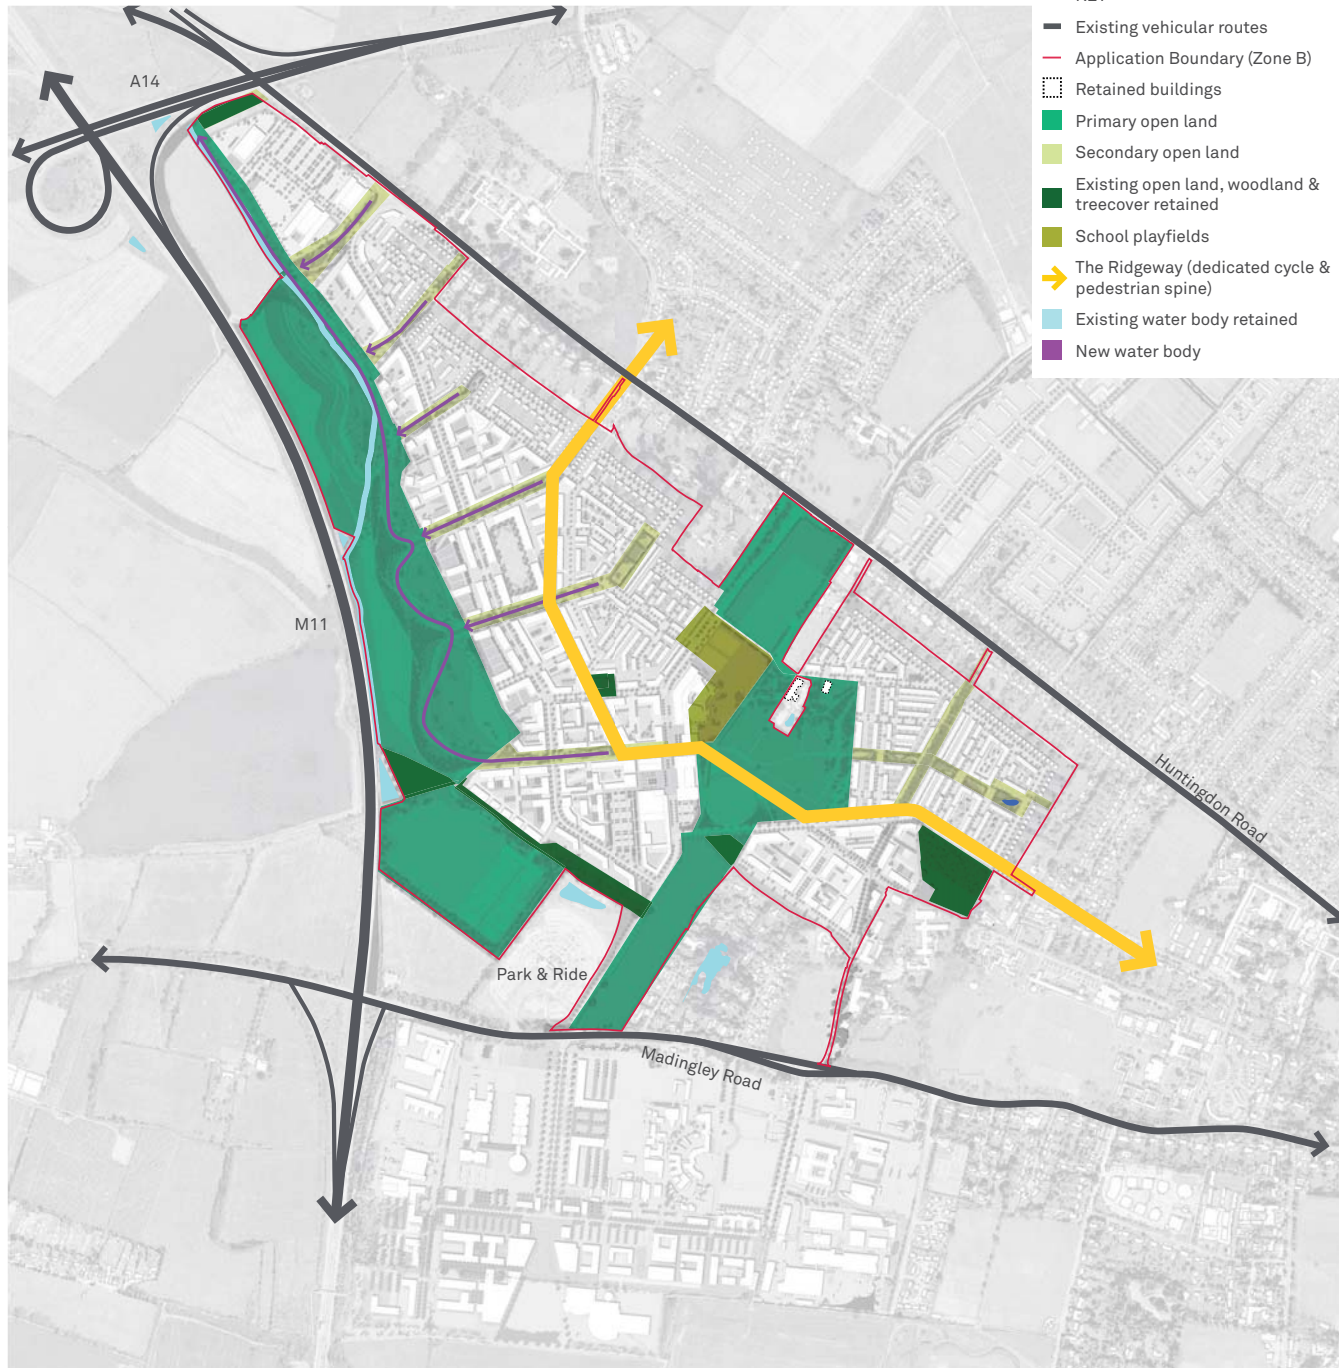 Existing vehicular routes
Application Boundary (Zone B)
Retained buildings
Primary open land
Secondary open land
Existing open land, woodland &
treecover retained
School playfields
The Ridgeway (dedicated cycle &
pedestrian spine)
Existing water body retained
New water body
A14
M11
Huntingdon Road
Park & Ride
Madingley Road